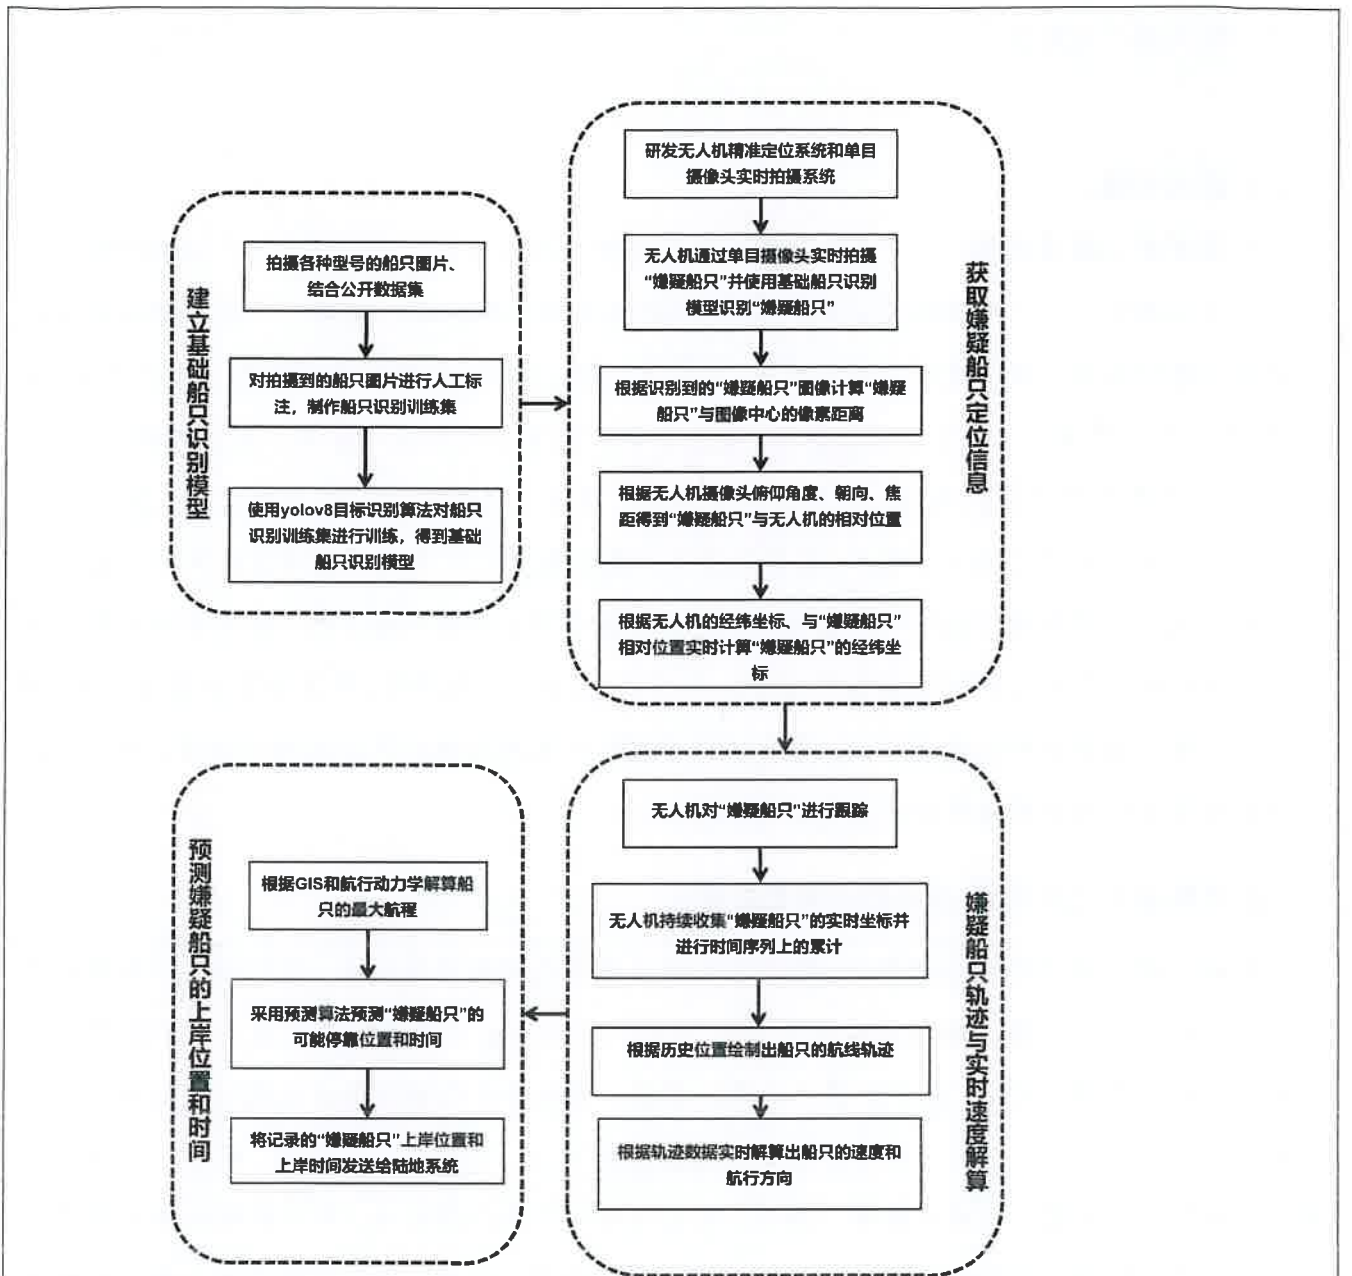 建立基础船只识别模型
拍摄各种型号的船只图片、
结合公开数据集
对拍摄到的船只图片进行人工标
注，制作船只识别训练集
使用yolov8目标识别算法对船只
识别训练集进行训练，得到基础
船只识别模型
获取嫌疑船只定位信息
研发无人机精准定位系统和单目
摄像头实时拍摄系统
无人机通过单目摄像头实时拍摄
“嫌疑船只”并使用基础船只识别
模型识别“嫌疑船只”
根据识别到的“嫌疑船只”图像计算“嫌疑
船只”与图像中心的像素距离
根据无人机摄像头俯仰角度、朝向、焦
距得到“嫌疑船只”与无人机的相对位置
根据无人机的经纬坐标、与“嫌疑船只”
相对位置实时计算“嫌疑船只”的经纬坐
标
嫌疑船只轨迹与实时速度解算
无人机对“嫌疑船只”进行跟踪
无人机持续收集“嫌疑船只”的实时坐标并
进行时间序列上的累计
根据历史位置绘制出船只的航线轨迹
根据轨迹数据实时解算出船只的速度和
航行方向
预测嫌疑船只的上岸位置和时间
根据GIS和航行动力学解算船
只的最大航程
采用预测算法预测“嫌疑船只”的
可能停靠位置和时间
将记录的“嫌疑船只”上岸位置和
上岸时间发送给陆地系统